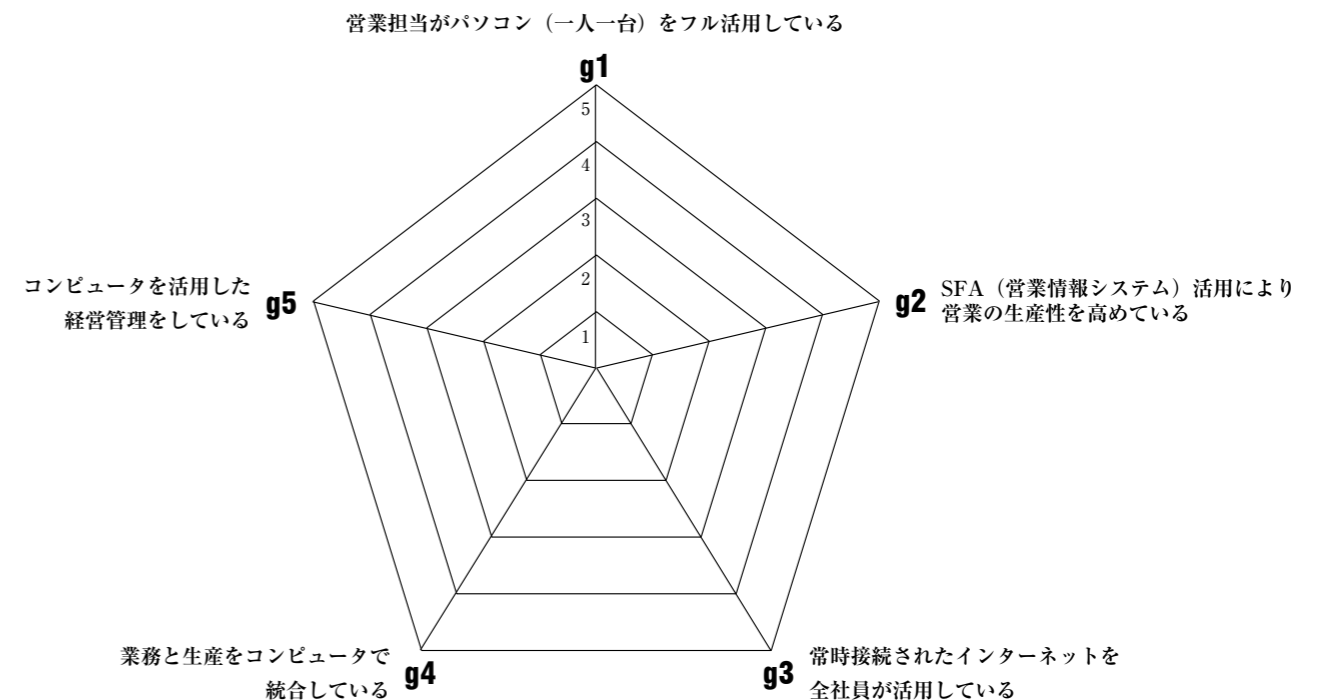 営業担当がパソコン（一人一台）をフル活用している
g1
5
4
3
2
1
コンピュータを活用した
経営管理をしている
g5
g2
SFA（営業情報システム）活用により
営業の生産性を高めている
業務と生産をコンピュータで
統合している
g4
g3
常時接続されたインターネットを
全社員が活用している